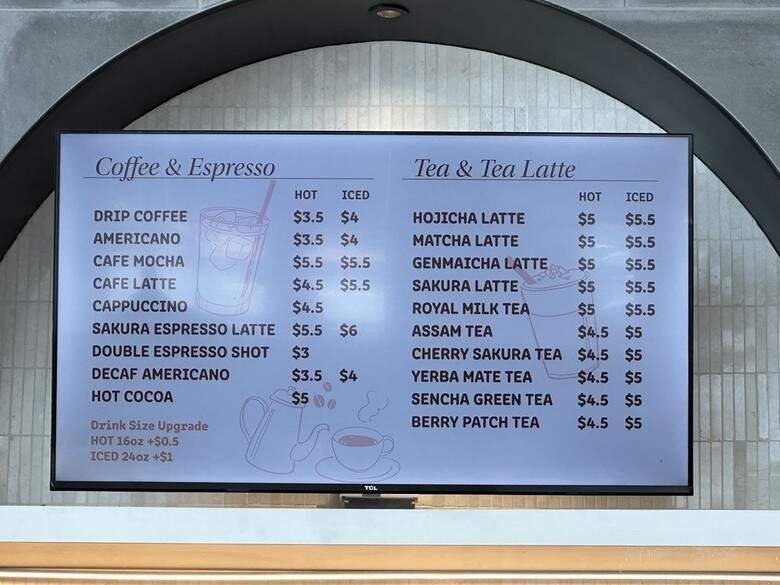 Coffee & Espresso
HOT ICED
DRIP COFFEE $3.5 $4
AMERICANO $3.5 $4
CAFE MOCHA $5.5 $5.5
CAFE LATTE $4.5 $5.5
CAPPUCCINO $4.5
SAKURA ESPRESSO LATTE $5.5 $6
DOUBLE ESPRESSO SHOT $3
DECAF AMERICANO $3.5 $4
HOT COCOA $5
Drink Size Upgrade
HOT 16oz +$0.5
ICED 24oz +$1
Tea & Tea Latte
HOT ICED
HOJICHA LATTE $5 $5.5
MATCHA LATTE $5 $5.5
GENMAICHA LATTE $5 $5.5
SAKURA LATTE $5 $5.5
ROYAL MILK TEA $5 $5.5
ASSAM TEA $4.5 $5
CHERRY SAKURA TEA $4.5 $5
YERBA MATE TEA $4.5 $5
SENCHA GREEN TEA $4.5 $5
BERRY PATCH TEA $4.5 $5
TCL